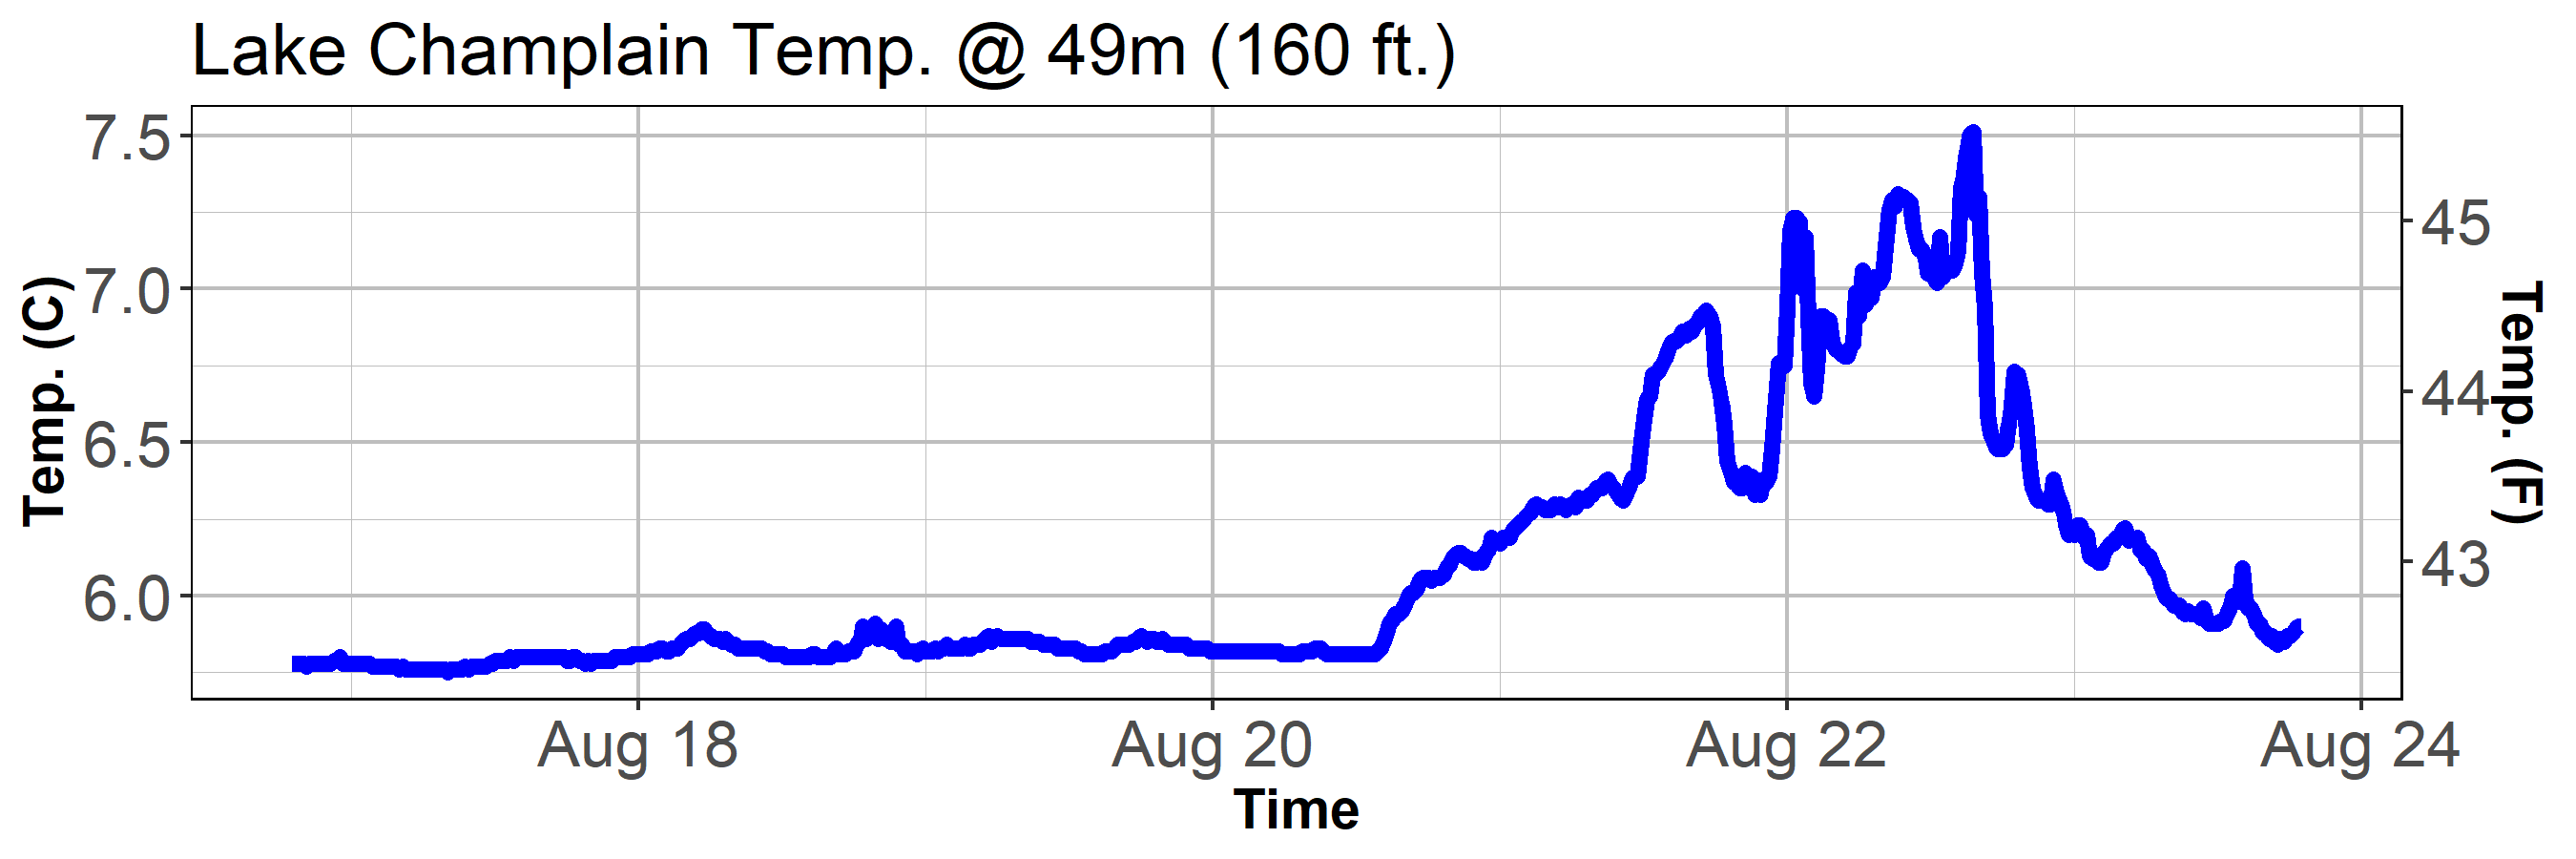 Lake Champlain Temp. @ 49m (160 ft.)
Temp. (C)
7.5
7.0
6.5
6.0
45
44
43
Temp. (F)
Aug 18 Aug 20 Aug 22 Aug 24
Time